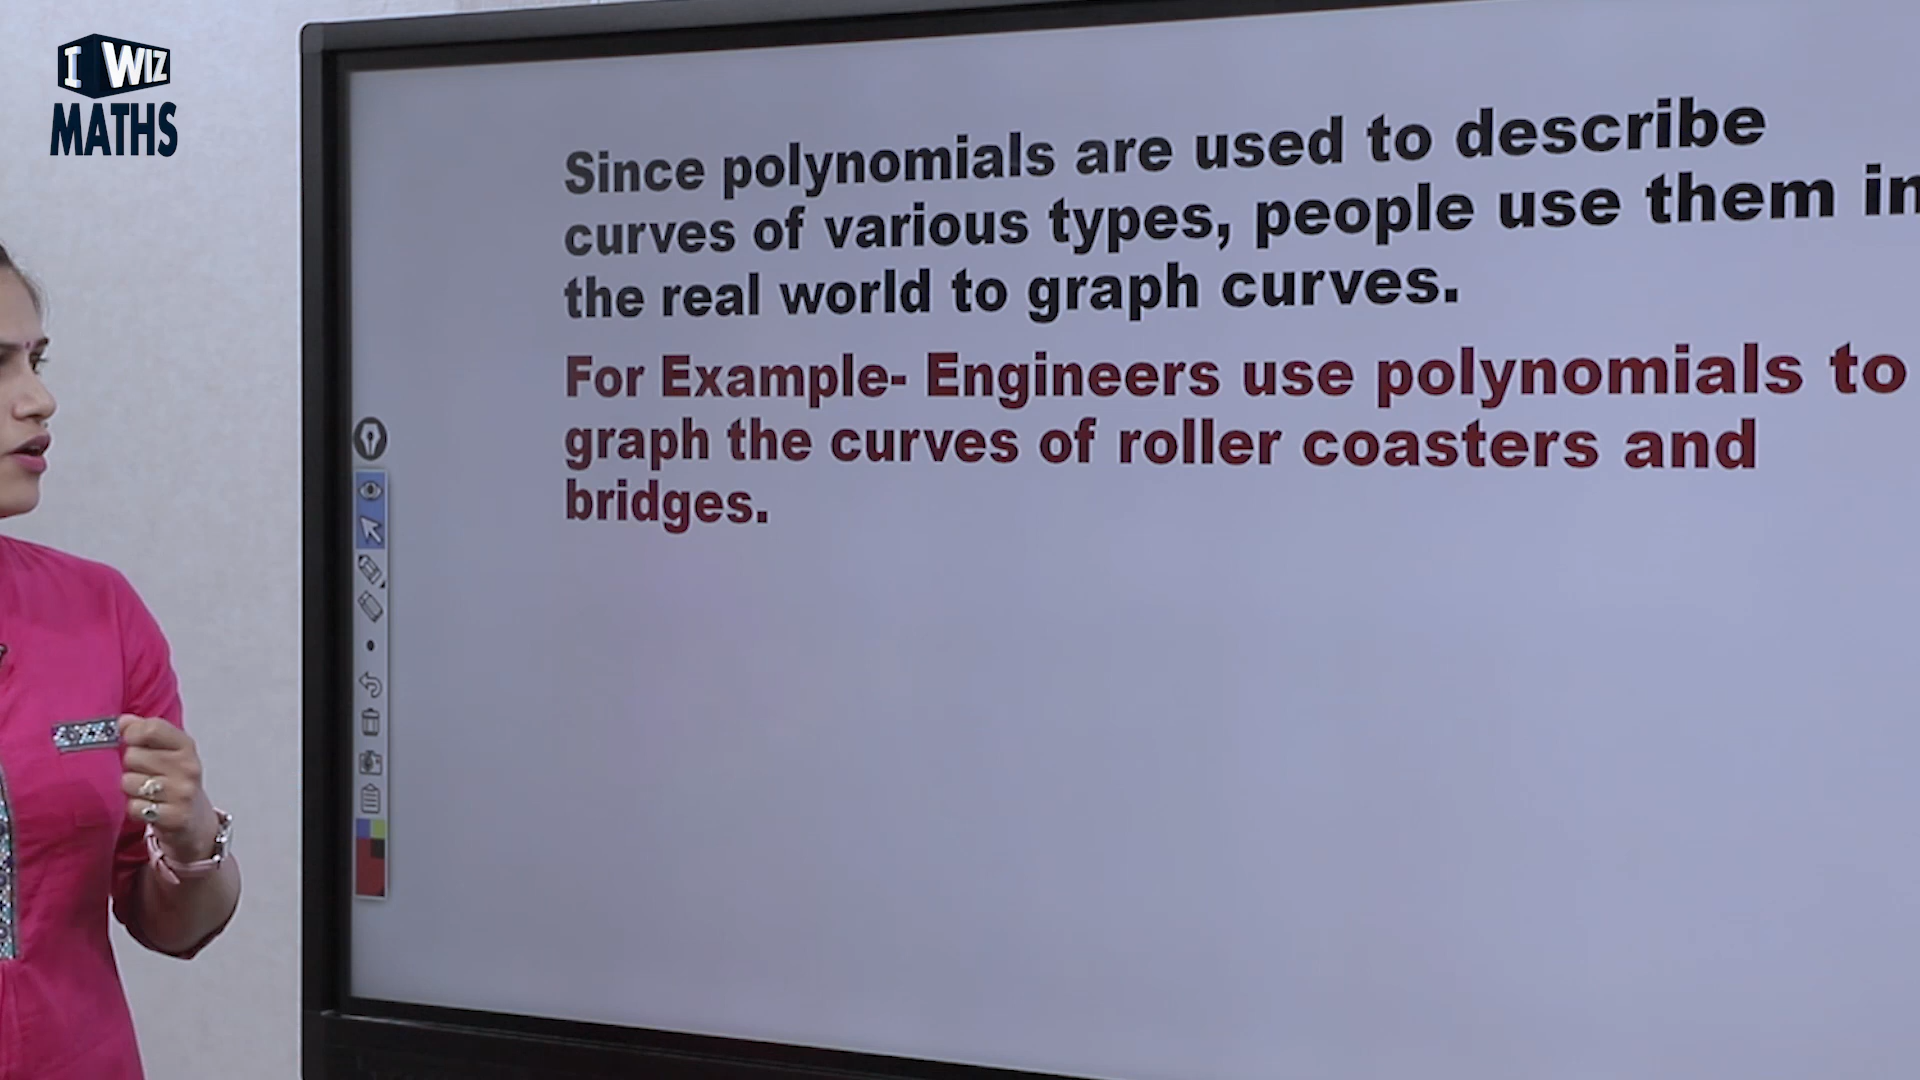 I WIZ
MATHS
Since polynomials are used to describe
curves of various types, people use them in
the real world to graph curves.
For Example- Engineers use polynomials to
graph the curves of roller coasters and
bridges.